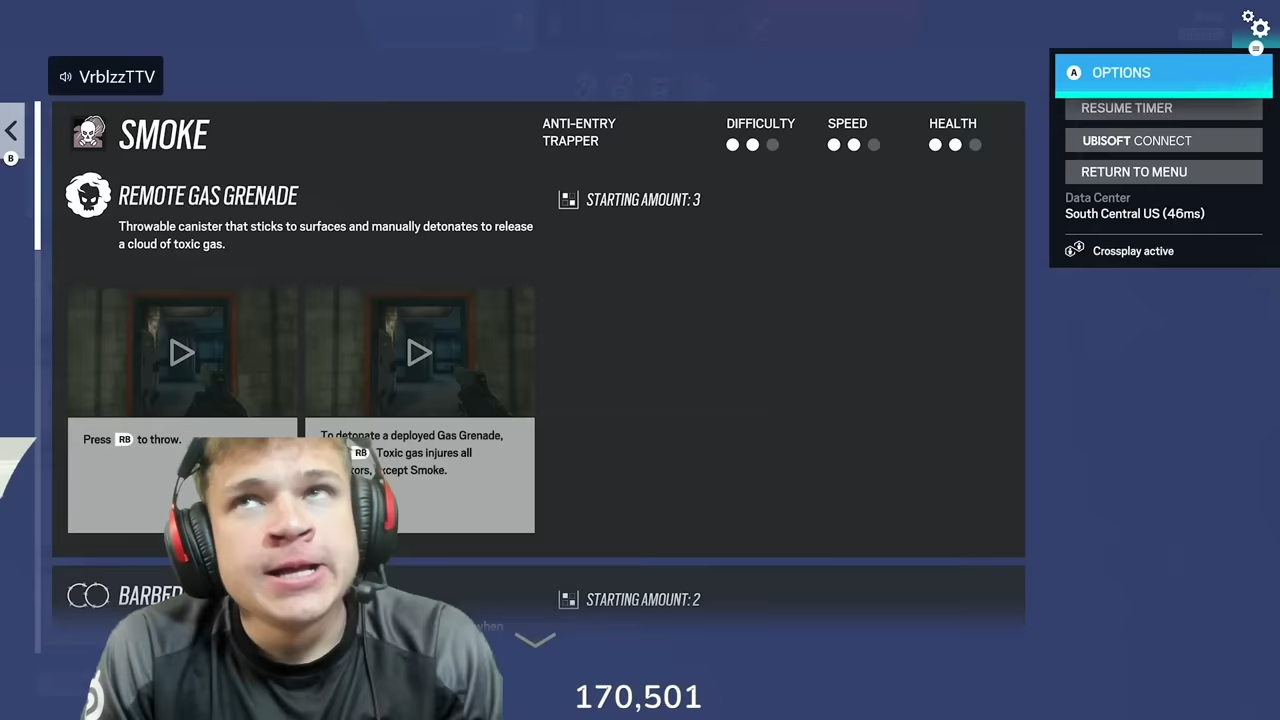 VrblzzTTV
A OPTIONS
RESUME TIMER
UBISOFT CONNECT
RETURN TO MENU
Data Center
South Central US (46ms)
Crossplay active
B
SMOKE
ANTI-ENTRY
TRAPPER
DIFFICULTY
SPEED
HEALTH
REMOTE GAS GRENADE
STARTING AMOUNT: 3
Throwable canister that sticks to surfaces and manually detonates to release
a cloud of toxic gas.
Press RB to throw.
To detonate a deployed Gas Grenade,
RB Toxic gas injures all
except Smoke.
STARTING AMOUNT: 2
when
170,501